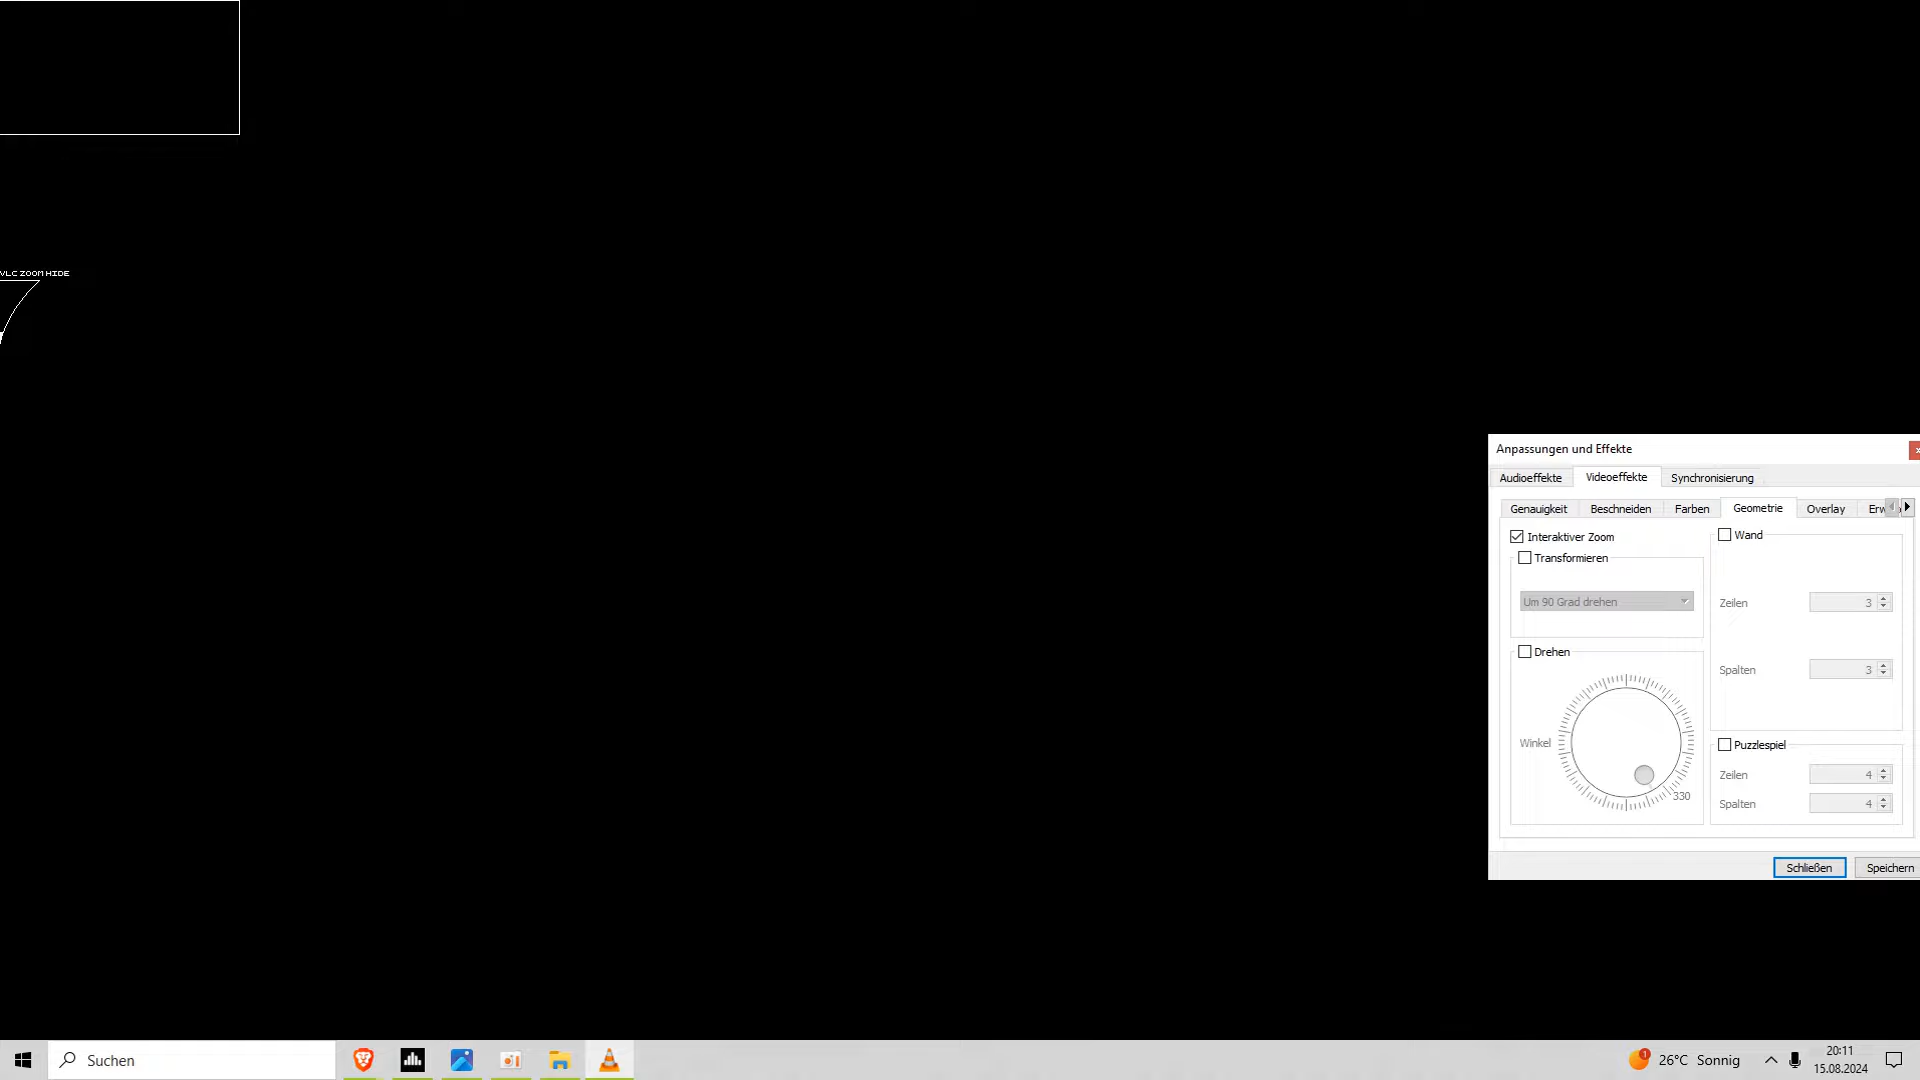 VLC ZOOM HIDE
Anpassungen und Effekte
Audioeffekte Videoeffekte Synchronisierung
Genauigkeit Beschneiden Farben Geometrie Overlay Erw
Interaktiver Zoom
Transformieren
Um 90 Grad drehen
Drehen
Winkel
330
Wand
Zeilen 3
Spalten 3
Puzzlespiel
Zeilen 4
Spalten 4
Schließen Speichern
Suchen
1
26°C Sonnig
20:11
15.08.2024